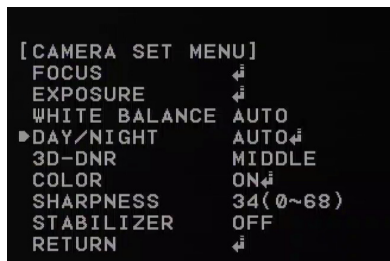 [CAMERA SET MENU]
FOCUS ↲
EXPOSURE ↲
WHITE BALANCE AUTO
▶DAY/NIGHT AUTO↲
3D-DNR MIDDLE
COLOR ON↲
SHARPNESS 34(0~68)
STABILIZER OFF
RETURN ↲